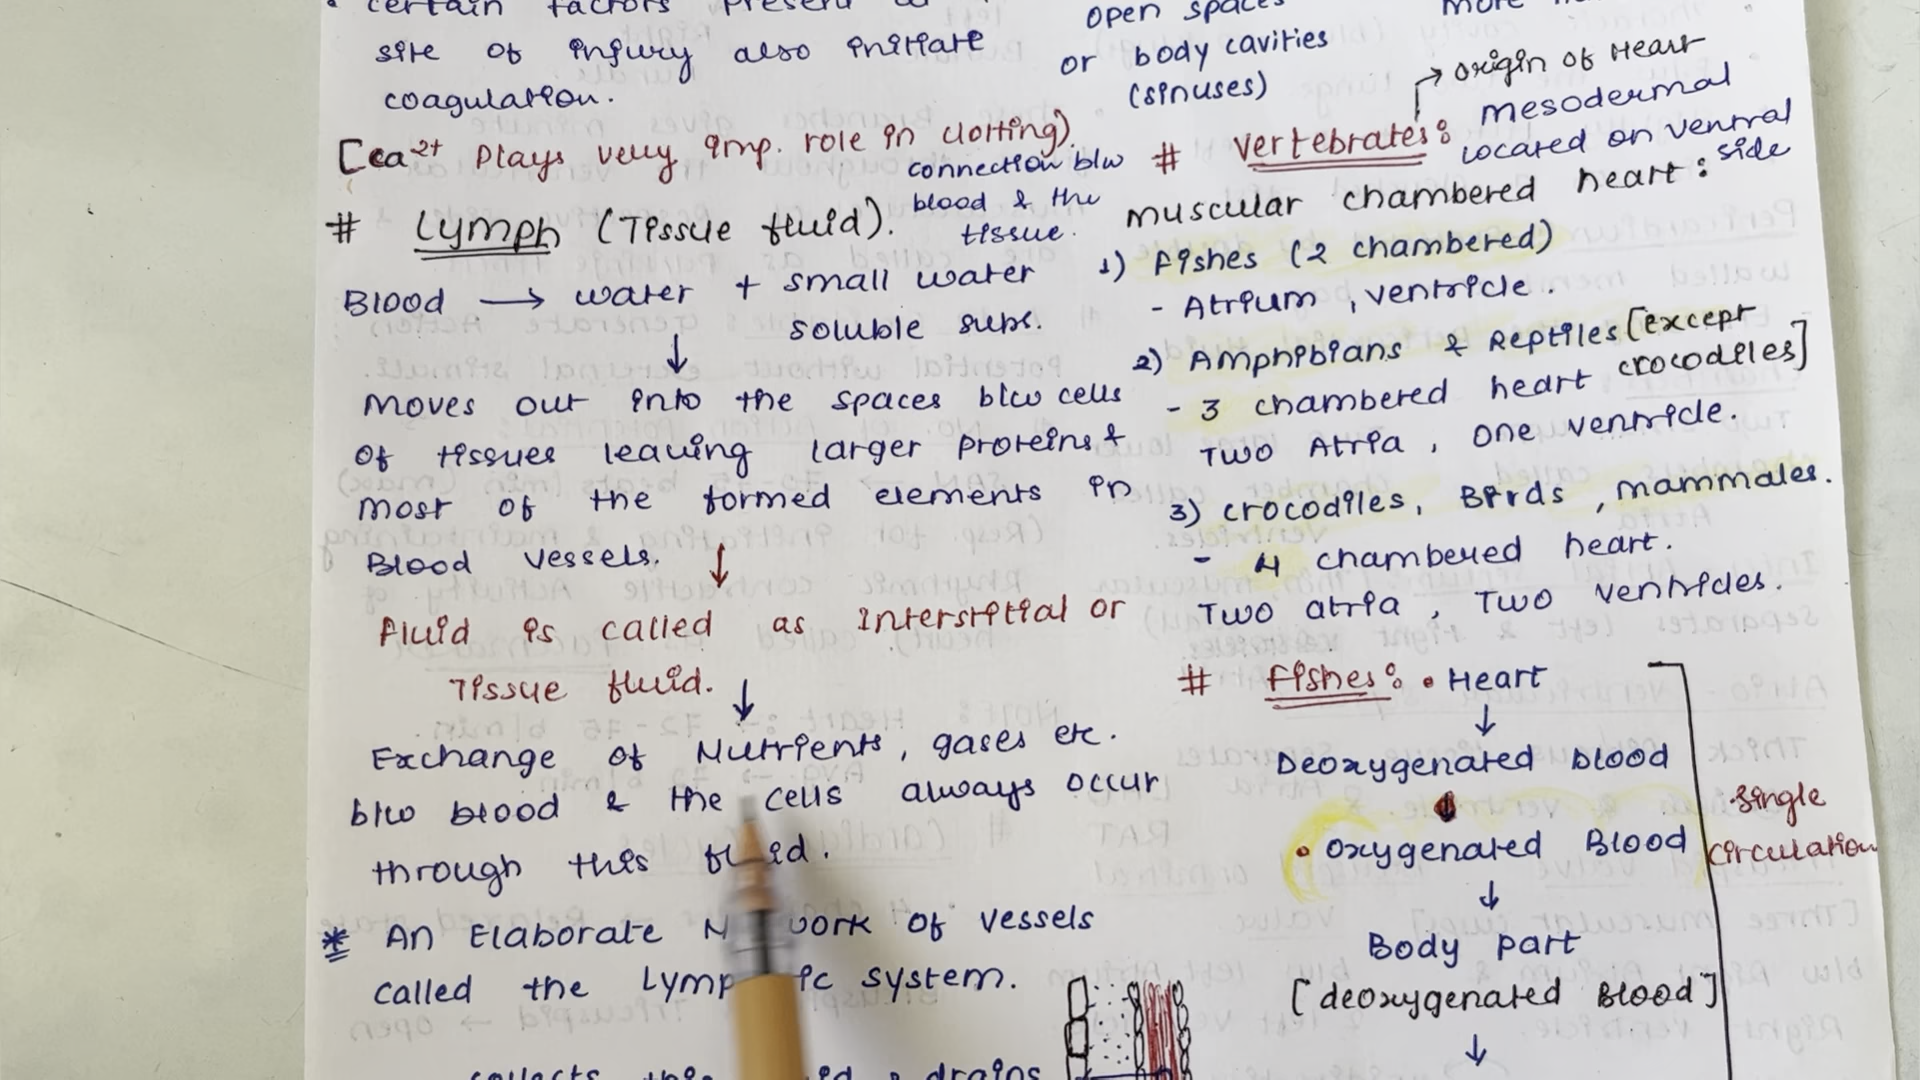 certain factors present
site of injury also initiate
coagulation.
[ca2+ Plays very imp. role in clotting).
# Lymph (Tissue fluid).
connection b/w
blood & the
tissue.
Blood → water + small water
soluble subs.
↓
Moves out into the spaces b/w cells
of tissues leaving larger proteins &
most of the formed elements in
Blood vessels. ↓
Fluid is called as Interstitial or
Tissue fluid. ↓
Exchange of Nutrients, gases etc.
b/w blood & the cells always occur
through this
* An Elaborate of vessels
called the system.
drains
open spaces
or body cavities
(sinuses)
→ origin of Heart
# Vertebrates:
mesodermal
located on ventral
side
muscular chambered heart:
1) Fishes (2 chambered)
- Atrium, ventricle.
2) Amphibians & Reptiles [except
crocodiles]
- 3 chambered heart
Two Atria, One ventricle.
3) crocodiles, Birds, mammales.
- 4 chambered heart.
Two atria, Two ventricles.
# Fishes: • Heart
↓
Deoxygenated blood
• Oxygenated Blood
↓
Body part
[deoxygenated Blood]
↓
single
circulation